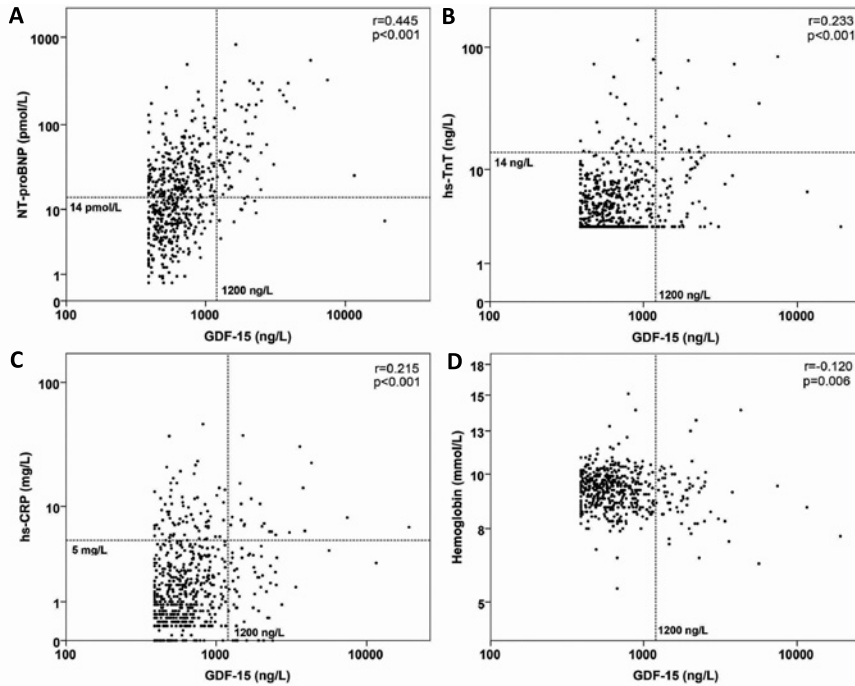 A
r=0.445
p<0.001
1000
100
10
1
0
NT-proBNP (pmol/L)
14 pmol/L
1200 ng/L
100
1000
10000
GDF-15 (ng/L)
B
r=0.233
p<0.001
100
10
0
hs-TnT (ng/L)
14 ng/L
1200 ng/L
100
1000
10000
GDF-15 (ng/L)
C
r=0.215
p<0.001
100
10
1
0
hs-CRP (mg/L)
5 mg/L
1200 ng/L
100
1000
10000
GDF-15 (ng/L)
D
r=-0.120
p=0.006
18
15
13
10
8
5
Hemoglobin (mmol/L)
1200 ng/L
100
1000
10000
GDF-15 (ng/L)